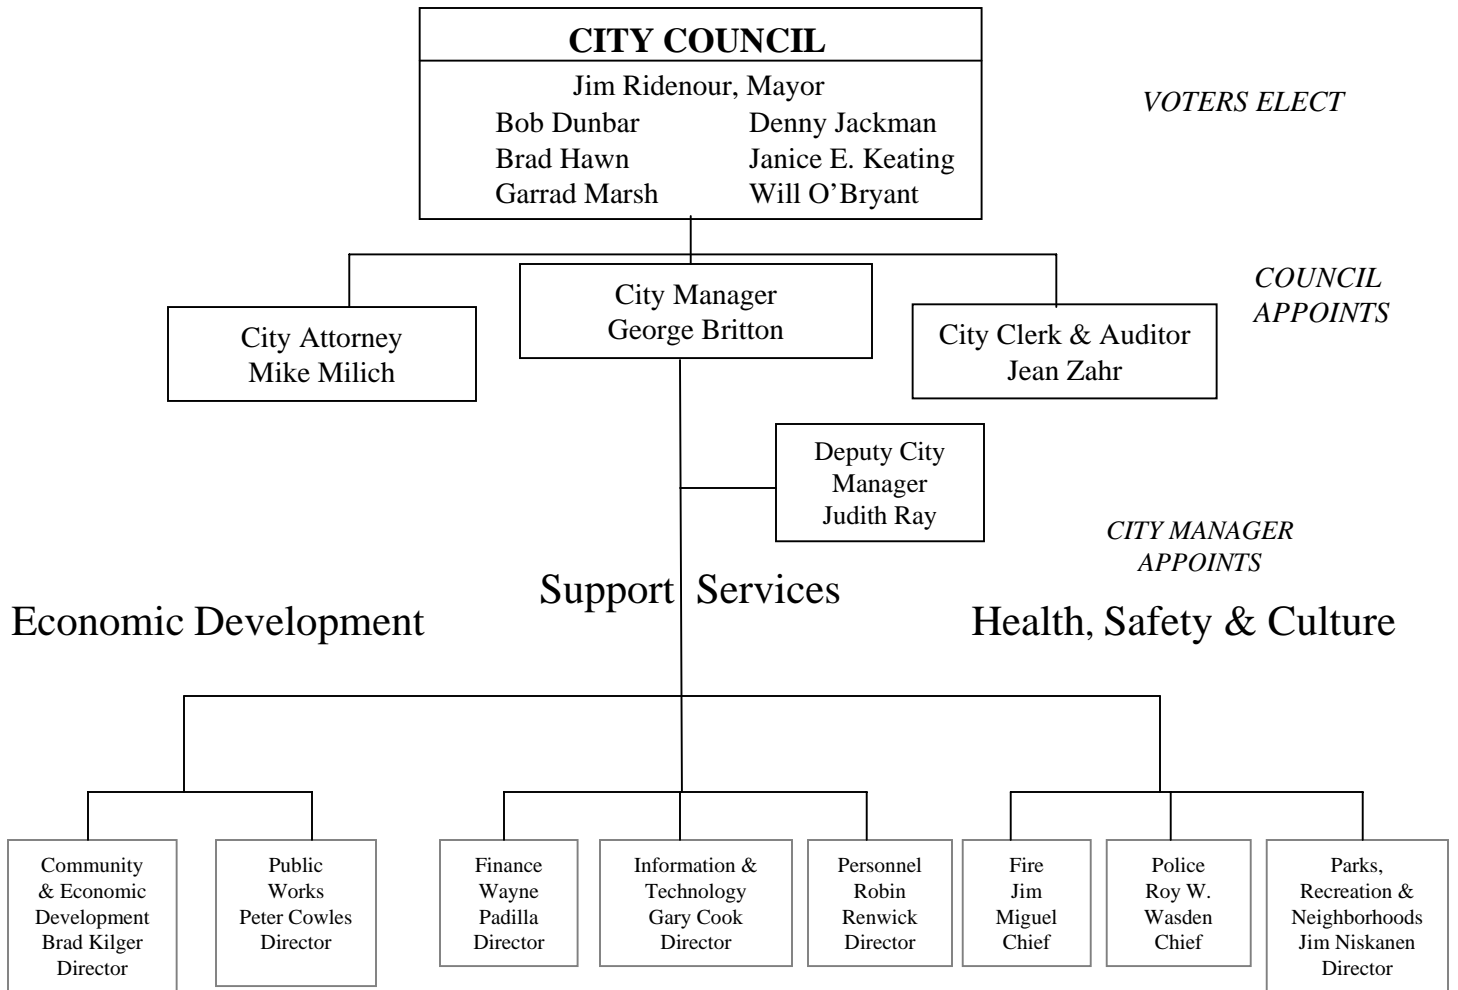 CITY COUNCIL
Jim Ridenour, Mayor
Bob Dunbar Denny Jackman
Brad Hawn Janice E. Keating
Garrad Marsh Will O’Bryant
VOTERS ELECT
City Attorney
Mike Milich
City Manager
George Britton
City Clerk & Auditor
Jean Zahr
COUNCIL
APPOINTS
Deputy City
Manager
Judith Ray
CITY MANAGER
APPOINTS
Economic Development
Support Services
Health, Safety & Culture
Community
& Economic
Development
Brad Kilger
Director
Public
Works
Peter Cowles
Director
Finance
Wayne
Padilla
Director
Information &
Technology
Gary Cook
Director
Personnel
Robin
Renwick
Director
Fire
Jim
Miguel
Chief
Police
Roy W.
Wasden
Chief
Parks,
Recreation &
Neighborhoods
Jim Niskanen
Director